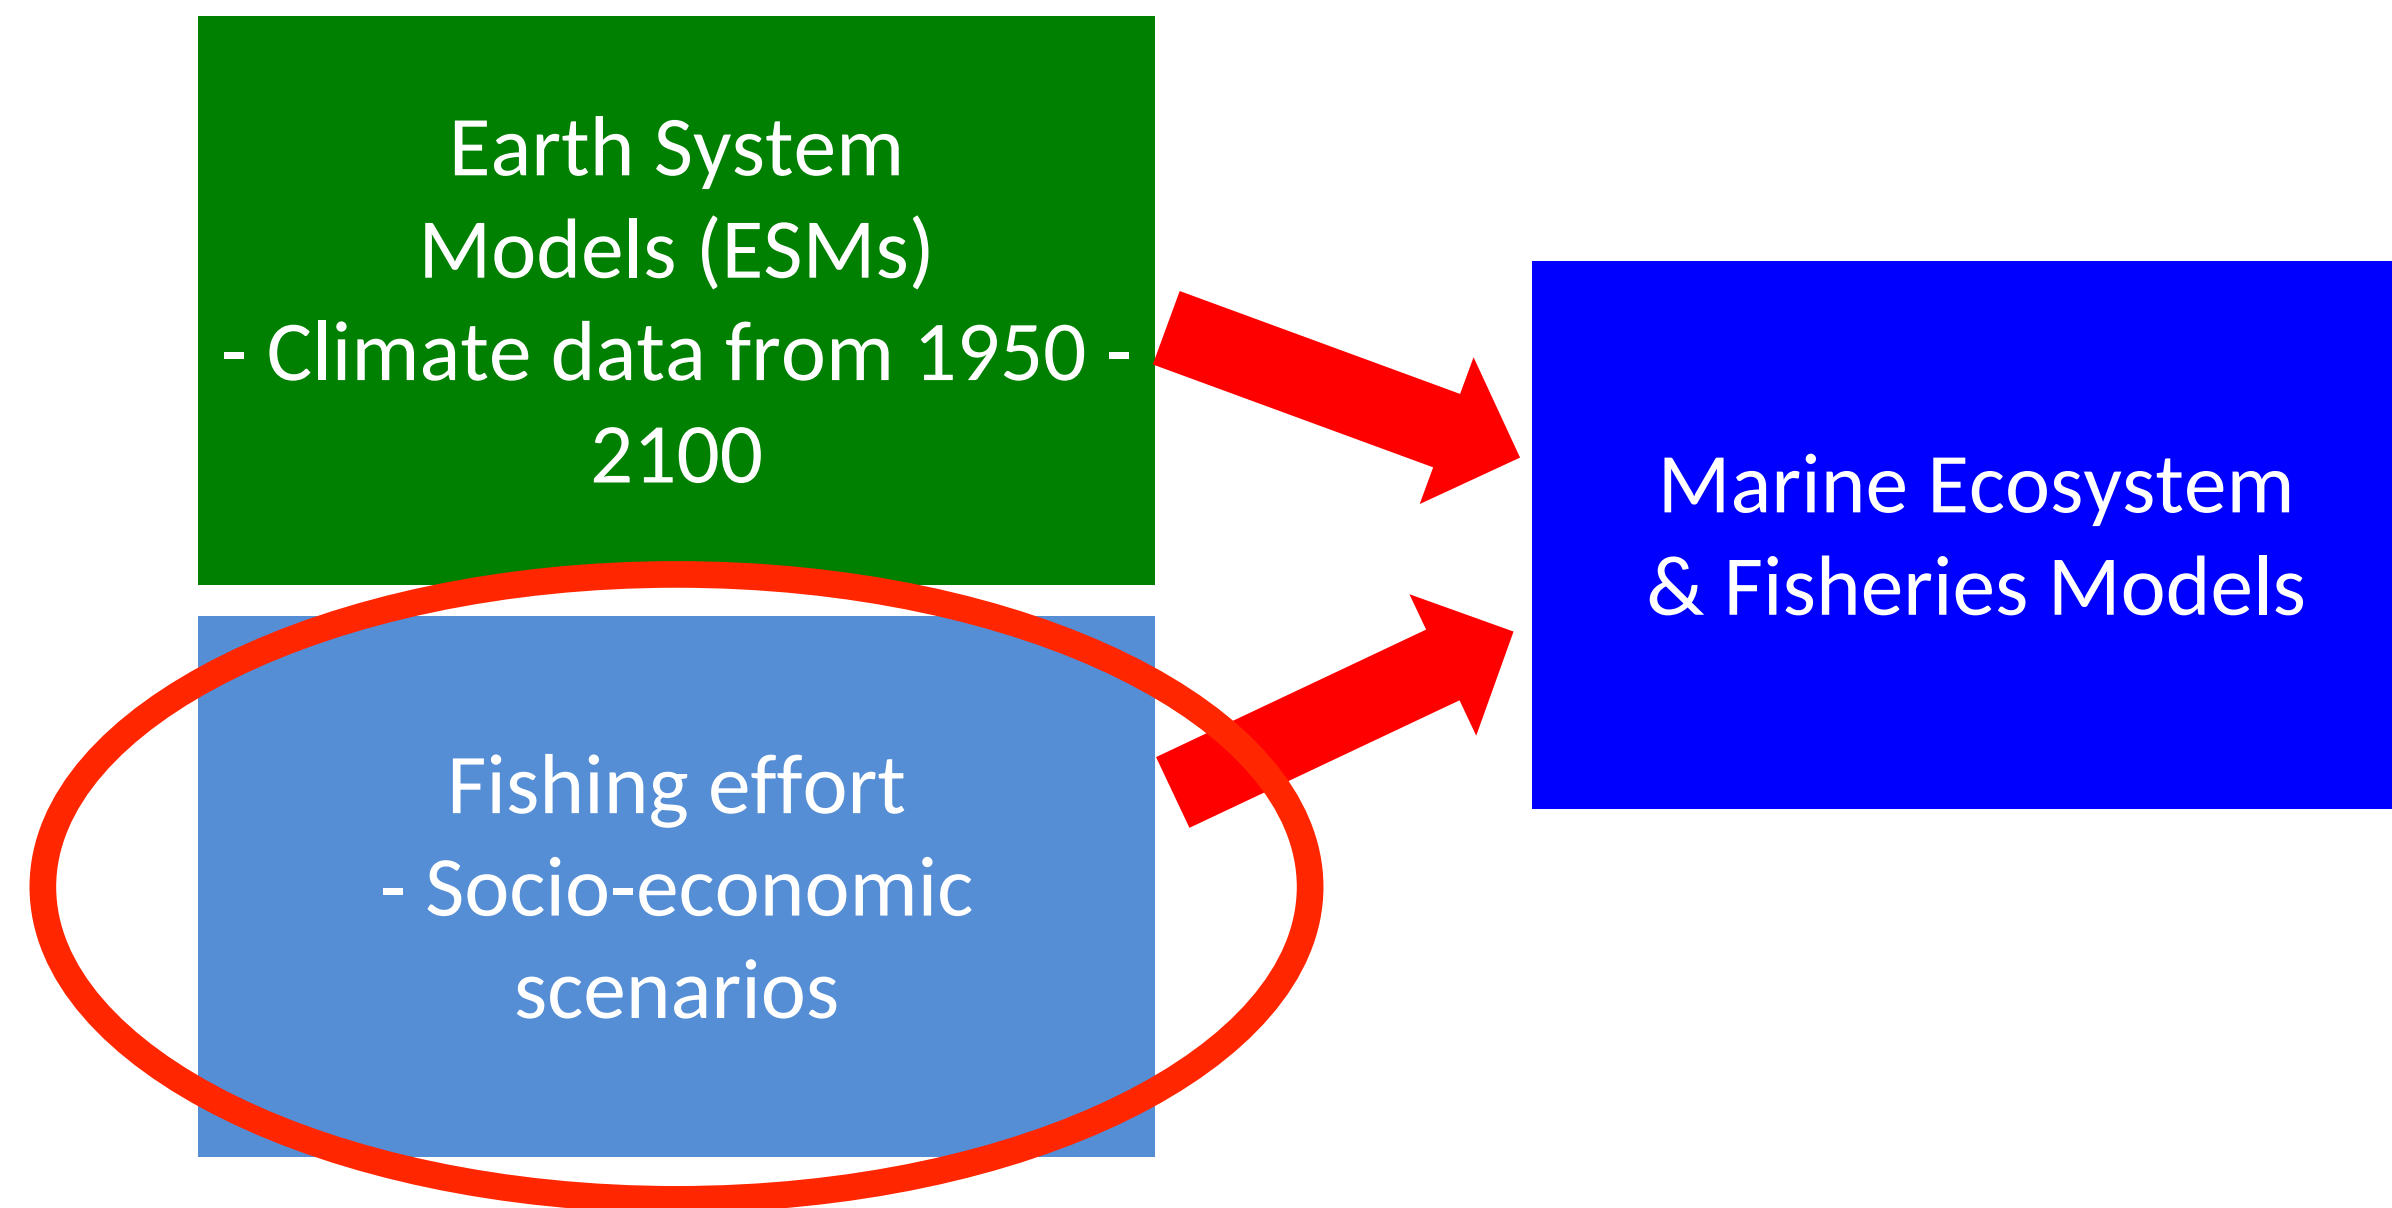 Earth System
Models (ESMs)
- Climate data from 1950 -
2100
Fishing effort
- Socio-economic
scenarios
Marine Ecosystem
& Fisheries Models